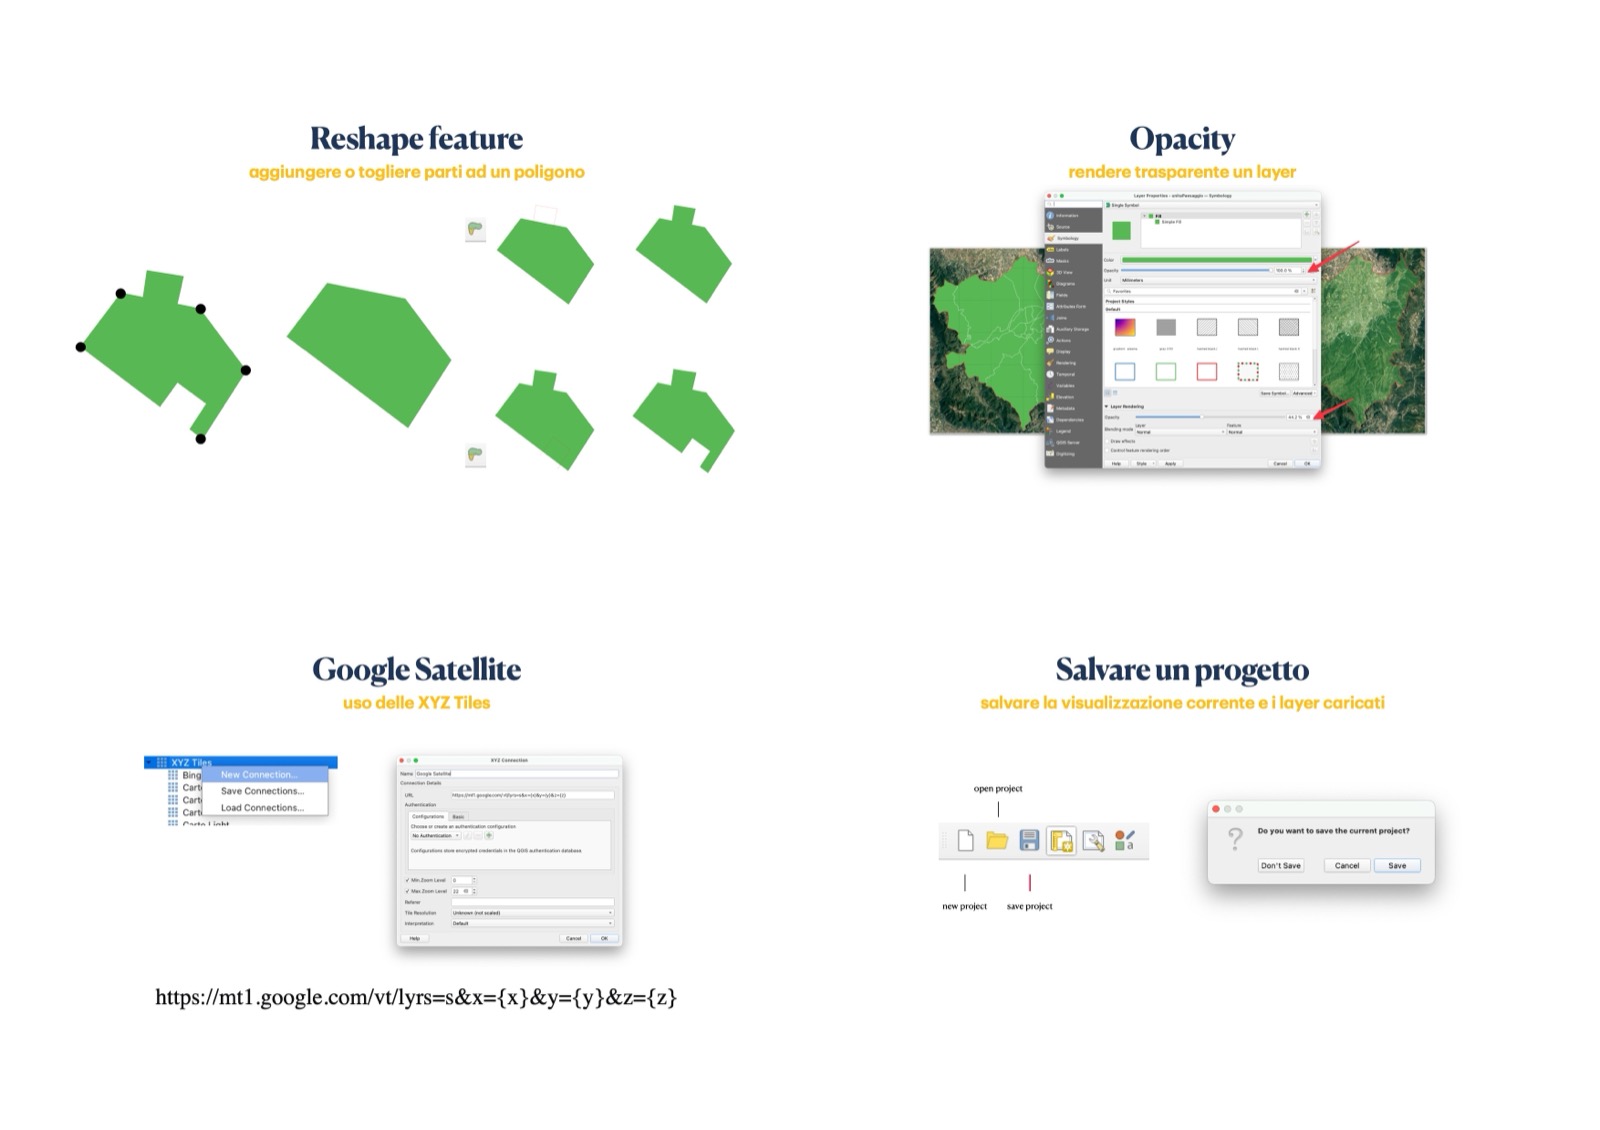 Reshape feature
aggiungere o togliere parti ad un poligono
Opacity
rendere trasparente un layer
Layer Properties - unitaPaesaggio — Symbology
Information
Source
Symbology
Labels
Masks
3D View
Diagrams
Fields
Attributes Form
Joins
Auxiliary Storage
Actions
Display
Rendering
Temporal
Variables
Elevation
Metadata
Dependencies
Legend
QGIS Server
Digitizing
Single Symbol
Fill
Simple Fill
Color
Opacity 100.0 %
Unit Millimeters
Favorites
Project Styles
Default
Save Symbol... Advanced
Layer Rendering
Opacity 44.2 %
Layer Feature
Blending mode Normal Normal
Draw effects
Control feature rendering order
Help Style Apply Cancel OK
Google Satellite
uso delle XYZ Tiles
XYZ Tiles
Bing
Cart
Cart
Cart
Carto Light
New Connection...
Save Connections...
Load Connections...
XYZ Connection
Name Google Satellite
Connection Details
URL https://mt1.google.com/vt/lyrs=s&x={x}&y={y}&z={z}
Authentication
Configurations Basic
Choose or create an authentication configuration
No Authentication
Configurations store encrypted credentials in the QGIS authentication database.
Min Zoom Level 0
Max Zoom Level 22
Referer
Tile Resolution Unknown (not scaled)
Interpretation Default
Help Cancel OK
https://mt1.google.com/vt/lyrs=s&x={x}&y={y}&z={z}
Salvare un progetto
salvare la visualizzazione corrente e i layer caricati
open project
a
new project save project
Do you want to save the current project?
Don't Save Cancel Save